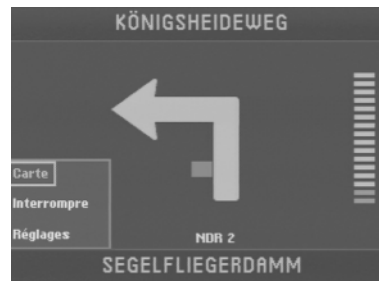 KÖNIGSHEIDEWEG
Carte
Interrompre
Réglages
NDR 2
SEGELFLIEGERDAMM